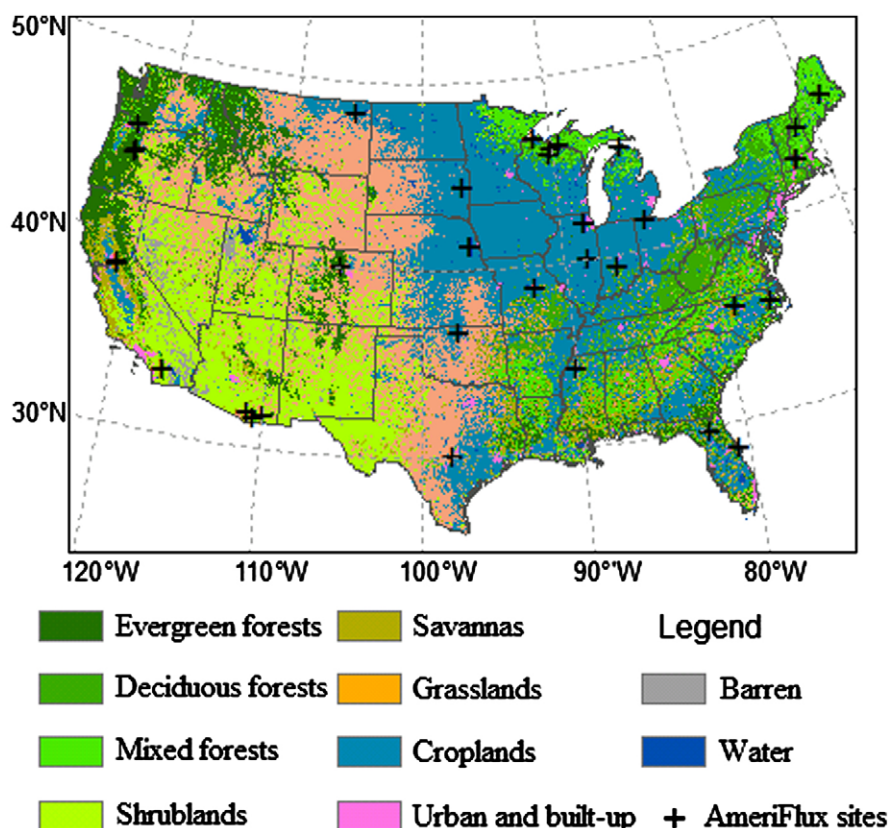 50°N
40°N
30°N
120°W 110°W 100°W 90°W 80°W
Evergreen forests Savannas Legend
Deciduous forests Grasslands Barren
Mixed forests Croplands Water
Shrublands Urban and built-up AmeriFlux sites